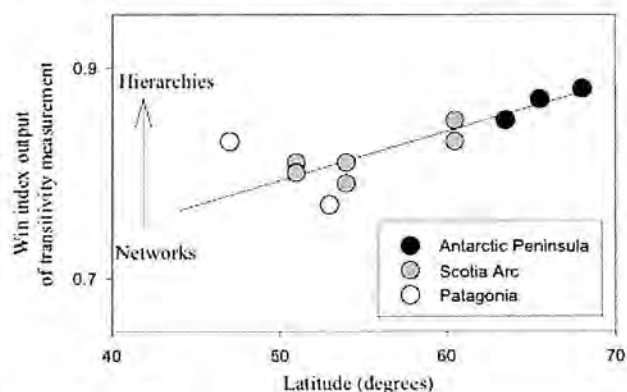 0.9
Hierarchies
Win index output
of transitivity measurement
Networks
0.7
Antarctic Peninsula
Scotia Arc
Patagonia
40
50
60
70
Latitude (degrees)